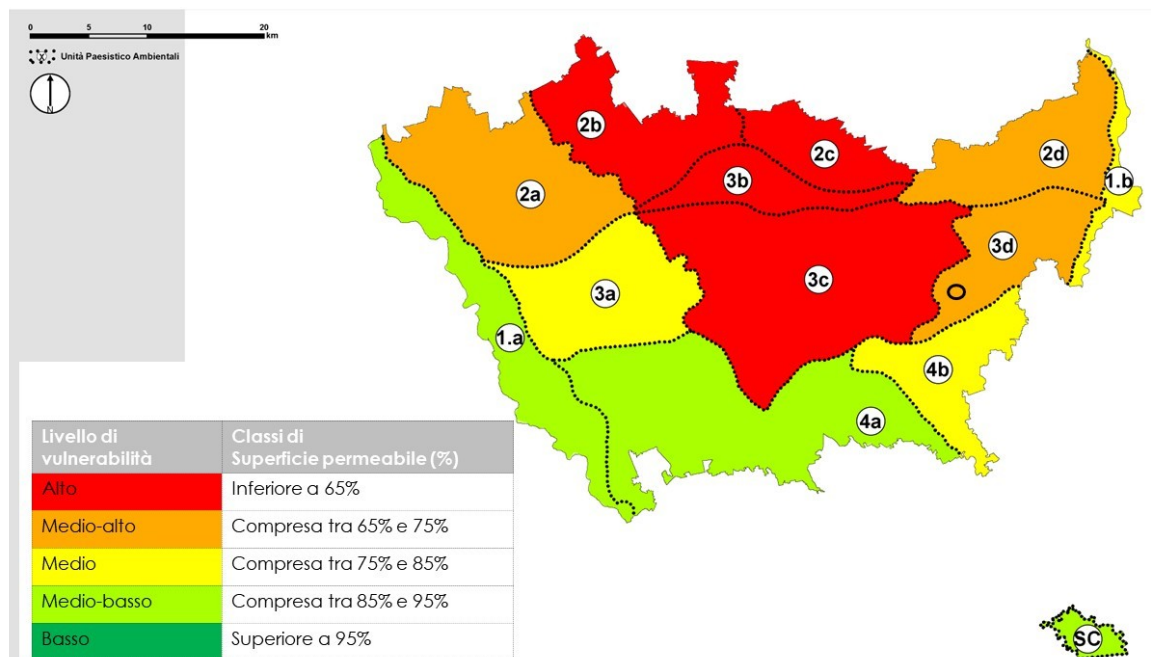 0 5 10 20
km
Unità Paesistico Ambientali
N
2b
2c
2d
3b
1.b
2a
3d
3c
3a
1.a
4b
4a
SC
Livello di vulnerabilità Classi di Superficie permeabile (%)
Alto Inferiore a 65%
Medio-alto Compresa tra 65% e 75%
Medio Compresa tra 75% e 85%
Medio-basso Compresa tra 85% e 95%
Basso Superiore a 95%